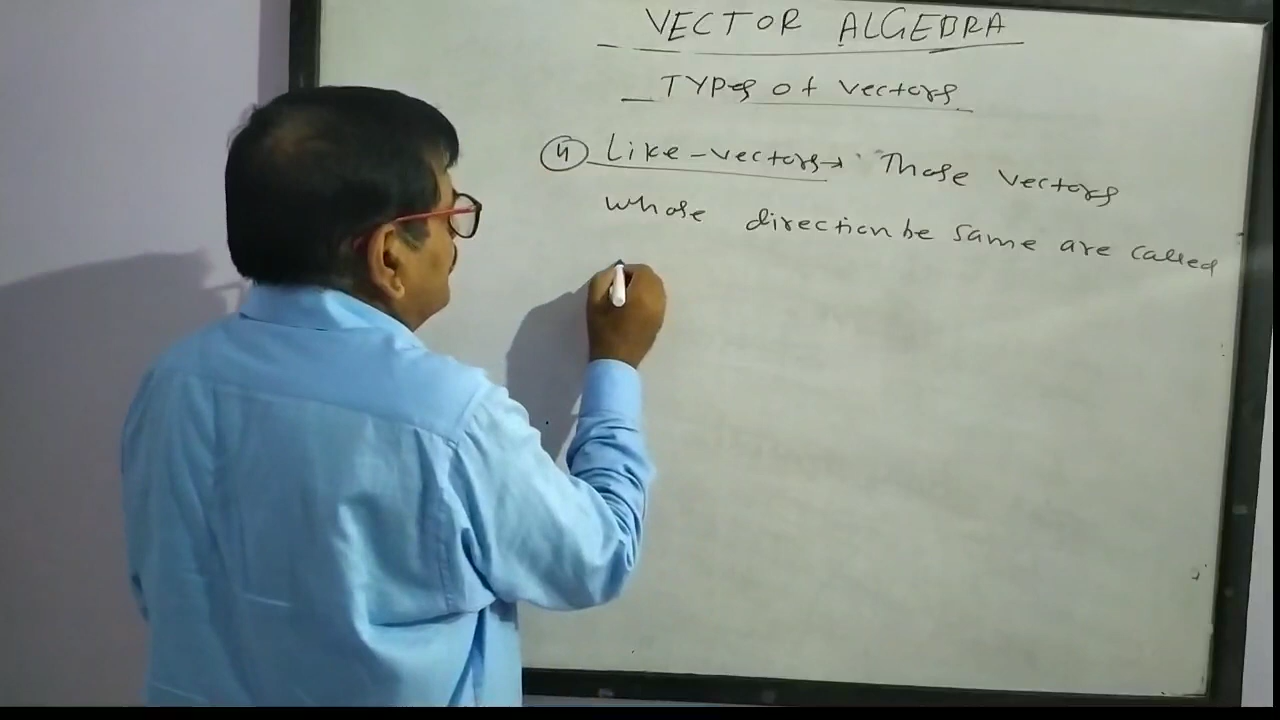 VECTOR ALGEBRA
Types of vectors
4 Like-vectors→ Those vectors
whose direction be same are called